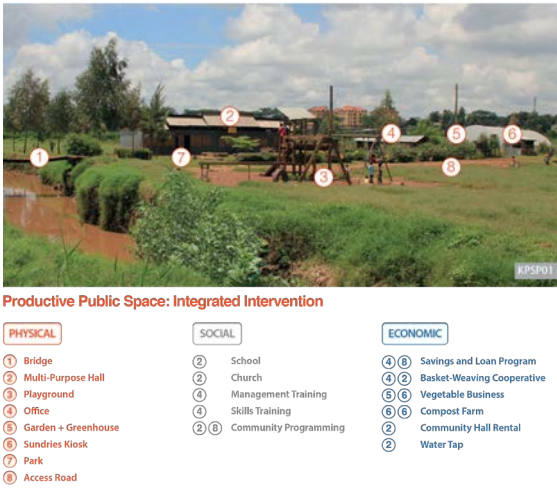 2
1
7
4
5
6
3
8
KPSP01
Productive Public Space: Integrated Intervention
PHYSICAL
1 Bridge
2 Multi-Purpose Hall
3 Playground
4 Office
5 Garden + Greenhouse
6 Sundries Kiosk
7 Park
8 Access Road
SOCIAL
2 School
2 Church
4 Management Training
4 Skills Training
2 8 Community Programming
ECONOMIC
4 8 Savings and Loan Program
4 2 Basket-Weaving Cooperative
5 6 Vegetable Business
6 6 Compost Farm
2 Community Hall Rental
2 Water Tap